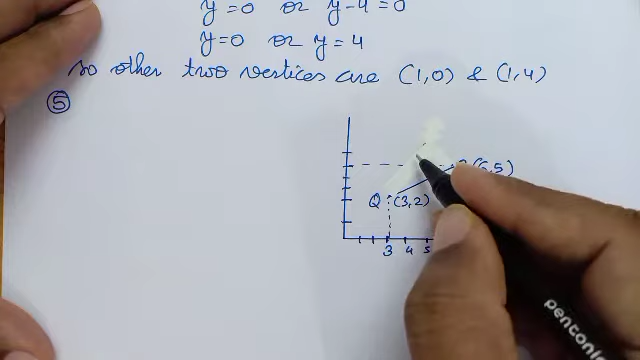 y=0 or y-4=0
y=0 or y=4
so other two vertices are (1,0) & (1,4)
5
5)
Q (3,2)
3 4 5
pentonic